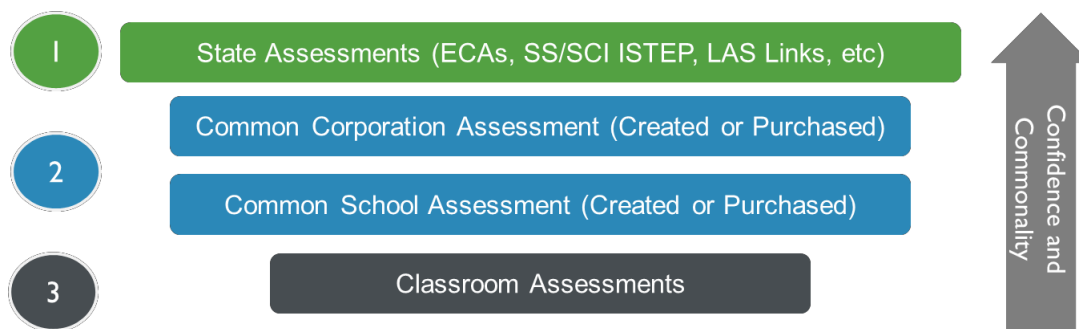 1
State Assessments (ECAs, SS/SCI ISTEP, LAS Links, etc)
Common Corporation Assessment (Created or Purchased)
2
Common School Assessment (Created or Purchased)
3
Classroom Assessments
Confidence and
Commonality